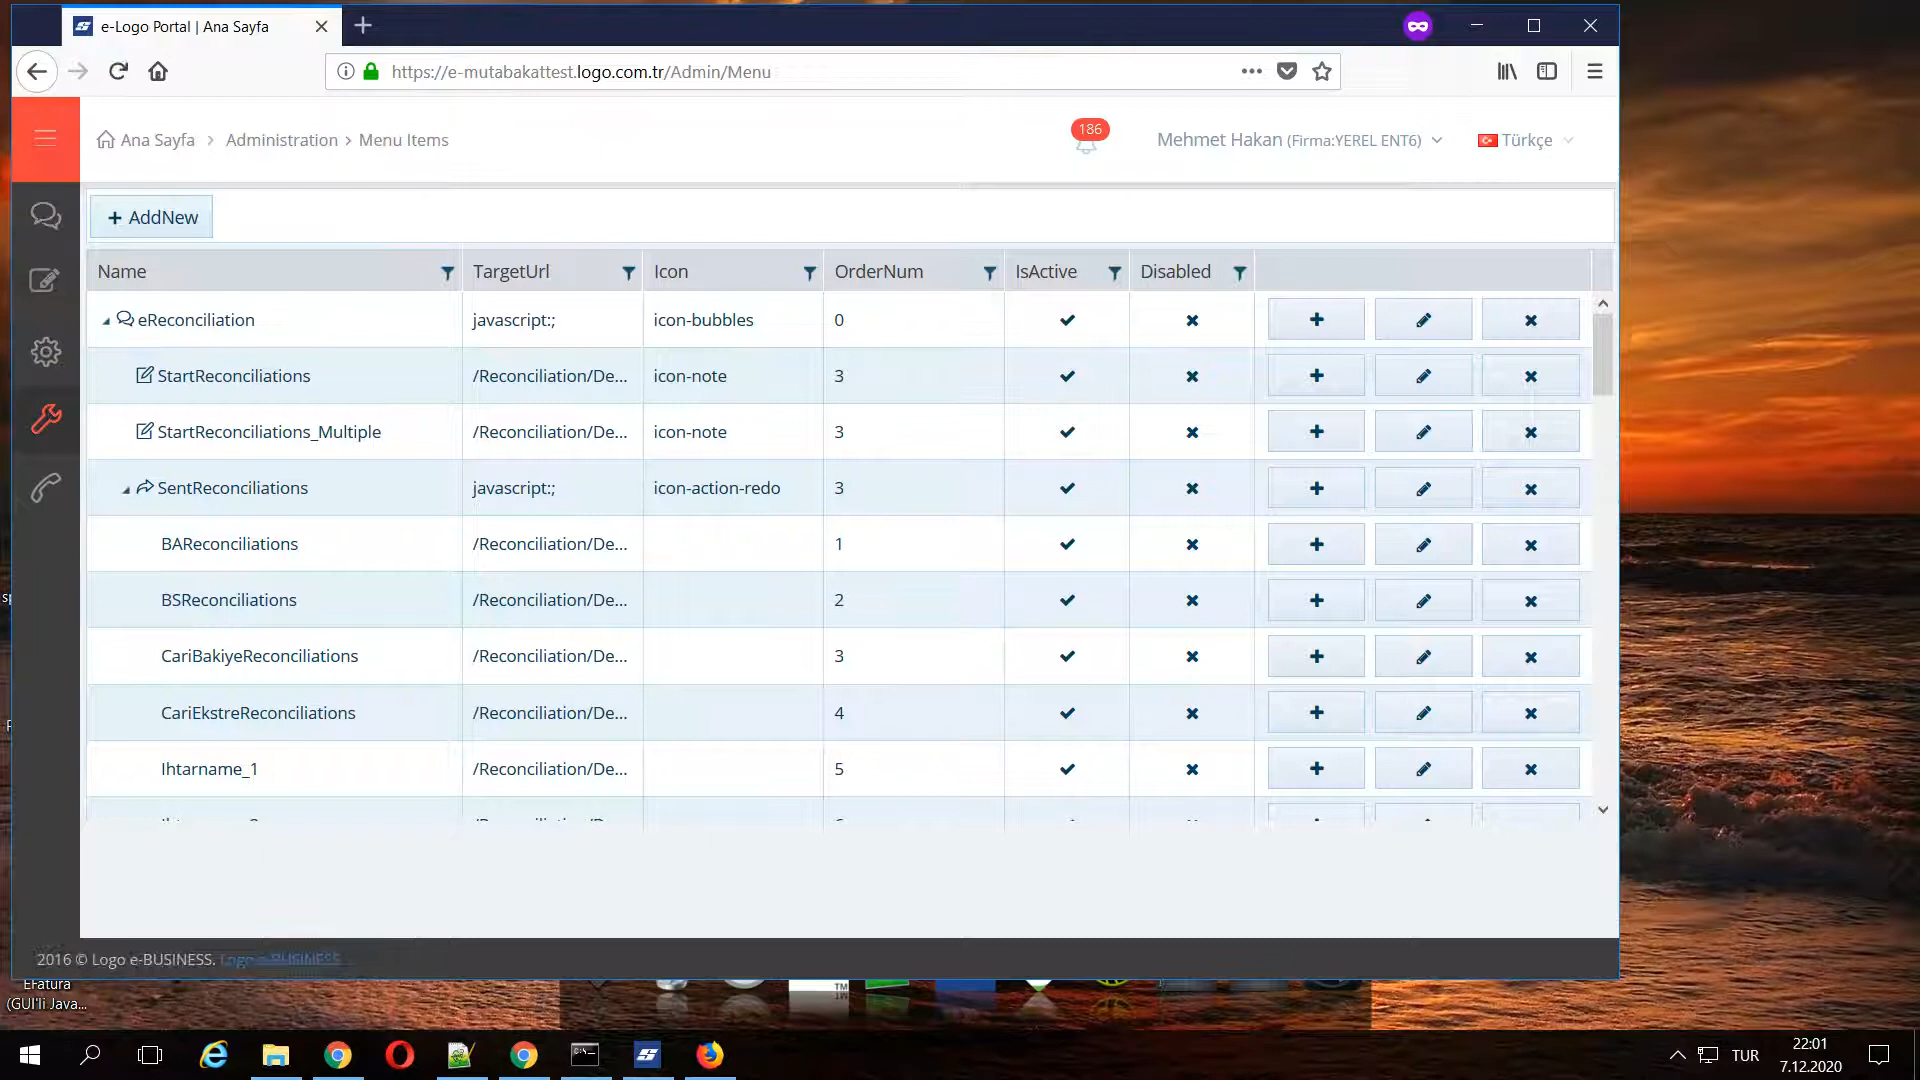 e-Logo Portal | Ana Sayfa
https://e-mutabakattest.logo.com.tr/Admin/Menu
Ana Sayfa > Administration > Menu Items
186
Mehmet Hakan (Firma:YEREL ENT6)
Türkçe
+ AddNew
Name TargetUrl Icon OrderNum IsActive Disabled
eReconciliation javascript:; icon-bubbles 0
StartReconciliations /Reconciliation/De... icon-note 3
StartReconciliations_Multiple /Reconciliation/De... icon-note 3
SentReconciliations javascript:; icon-action-redo 3
BAReconciliations /Reconciliation/De... 1
BSReconciliations /Reconciliation/De... 2
CariBakiyeReconciliations /Reconciliation/De... 3
CariEkstreReconciliations /Reconciliation/De... 4
Ihtarname_1 /Reconciliation/De... 5
2016 © Logo e-BUSINESS. Logo e-BUSINESS
EFatura
(GUI'li Java...
TM
TUR
22:01
7.12.2020